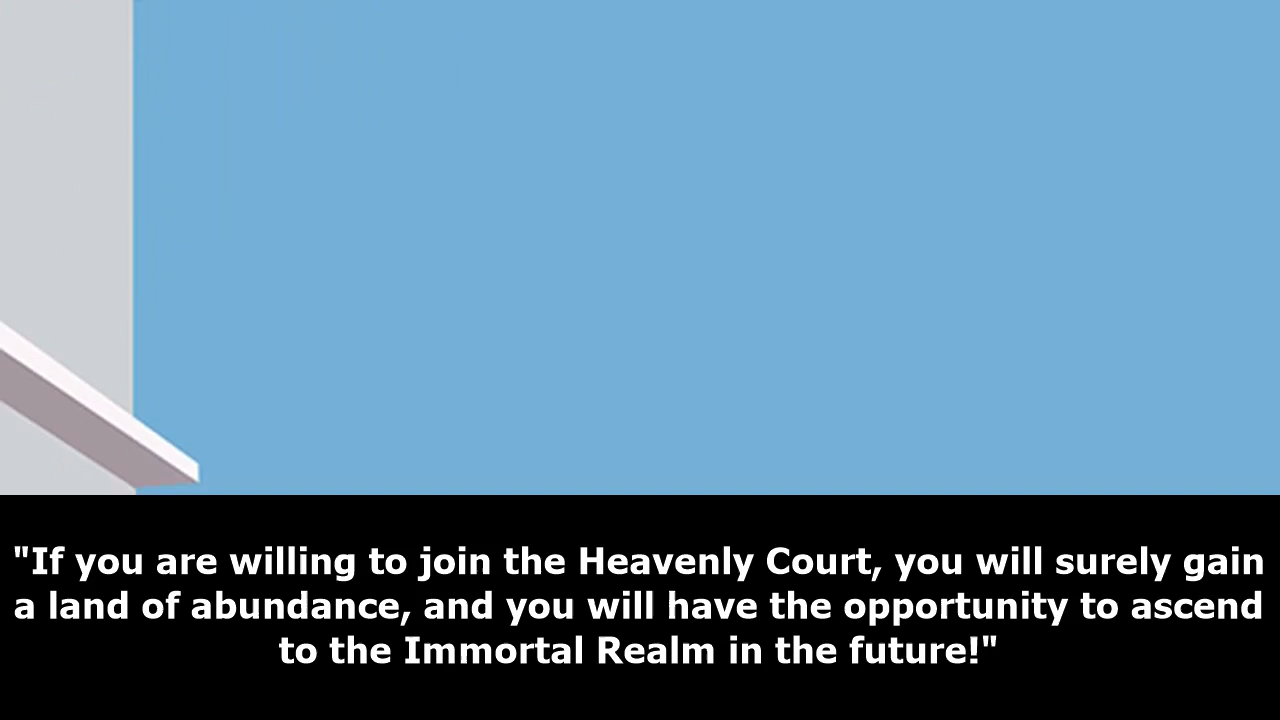 "If you are willing to join the Heavenly Court, you will surely gain
a land of abundance, and you will have the opportunity to ascend
to the Immortal Realm in the future!"